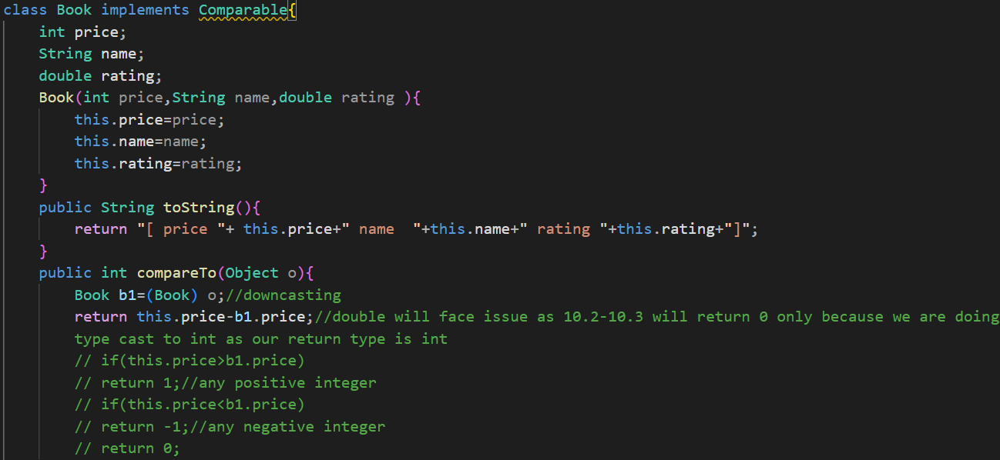 class Book implements Comparable{
    int price;
    String name;
    double rating;
    Book(int price,String name,double rating ){
        this.price=price;
        this.name=name;
        this.rating=rating;
    }
    public String toString(){
        return "[ price "+ this.price+" name  "+this.name+" rating "+this.rating+"]";
    }
    public int compareTo(Object o){
        Book b1=(Book) o;//downcasting
        return this.price-b1.price;//double will face issue as 10.2-10.3 will return 0 only because we are doing
        type cast to int as our return type is int
        // if(this.price>b1.price)
        // return 1;//any positive integer
        // if(this.price<b1.price)
        // return -1;//any negative integer
        // return 0;